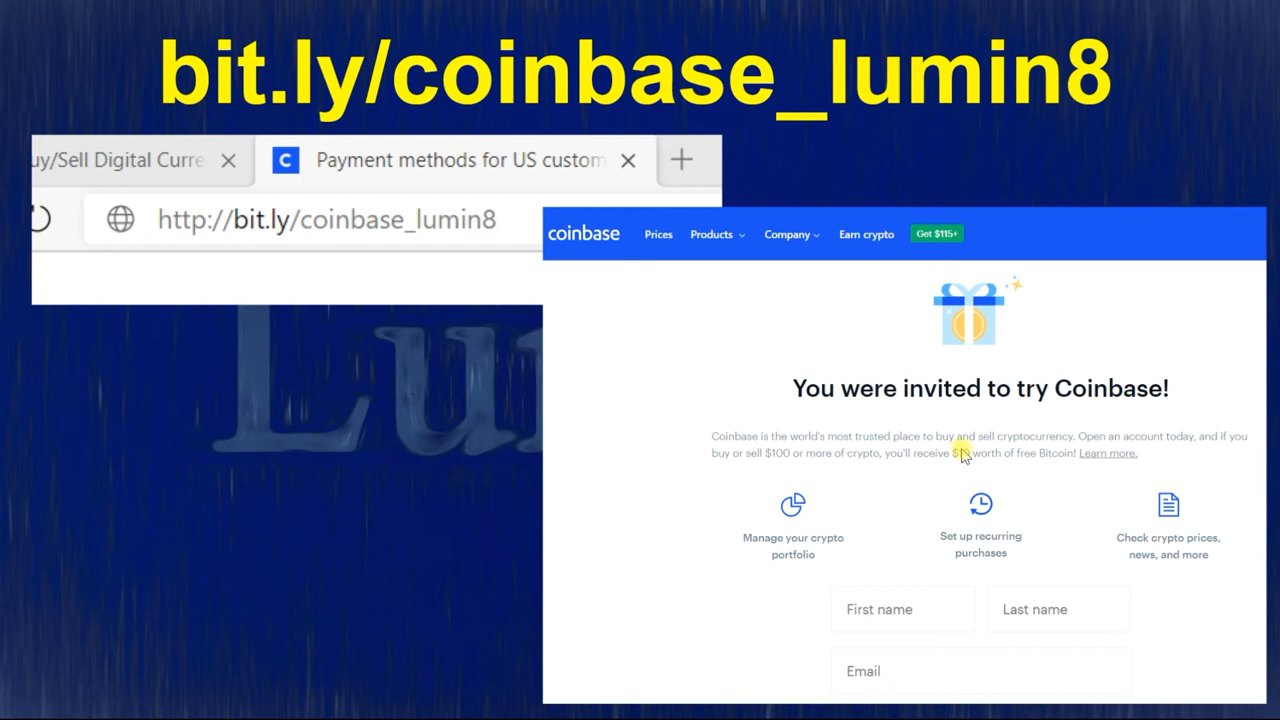 bit.ly/coinbase_lumin8
uy/Sell Digital Curre
Payment methods for US custom
http://bit.ly/coinbase_lumin8
Lu
coinbase
Prices
Products
Company
Earn crypto
Get $115+
You were invited to try Coinbase!
Coinbase is the world's most trusted place to buy and sell cryptocurrency. Open an account today, and if you
buy or sell $100 or more of crypto, you'll receive worth of free Bitcoin! Learn more.
Manage your crypto
portfolio
Set up recurring
purchases
Check crypto prices,
news, and more
First name
Last name
Email